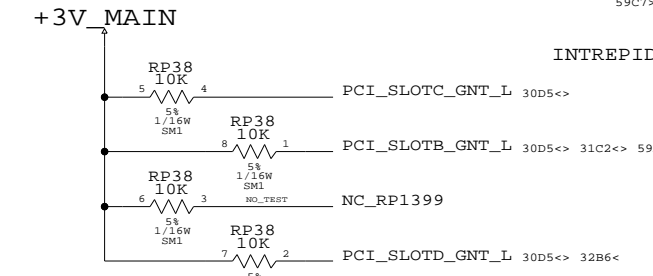 59C7>
+3V_MAIN
INTREPID
RP38
10K
5 4 PCI_SLOTC_GNT_L 30D5<>
5%
1/16W
SM1
RP38
10K
8 1 PCI_SLOTB_GNT_L 30D5<> 31C2<> 59
5%
1/16W
SM1
RP38
10K
6 3 NO_TEST NC_RP1399
5%
1/16W
SM1
RP38
10K
7 2 PCI_SLOTD_GNT_L 30D5<> 32B6<
5%